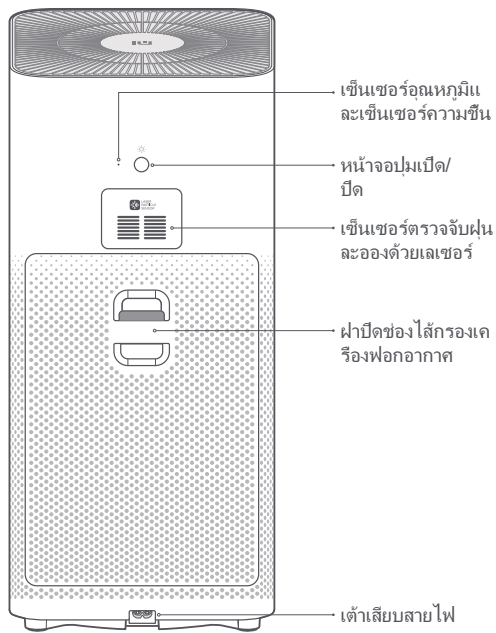 เซ็นเซอร์อุณหภูมิแ
ละเซ็นเซอร์ความชื้น
หน้าจอปุ่มเปิด/
ปิด
LASER
PARTICLE
SENSOR
เซ็นเซอร์ตรวจจับฝุ่น
ละอองด้วยเลเซอร์
ฝาปิดช่องไส้กรองเค
รื่องฟอกอากาศ
เต้าเสียบสายไฟ